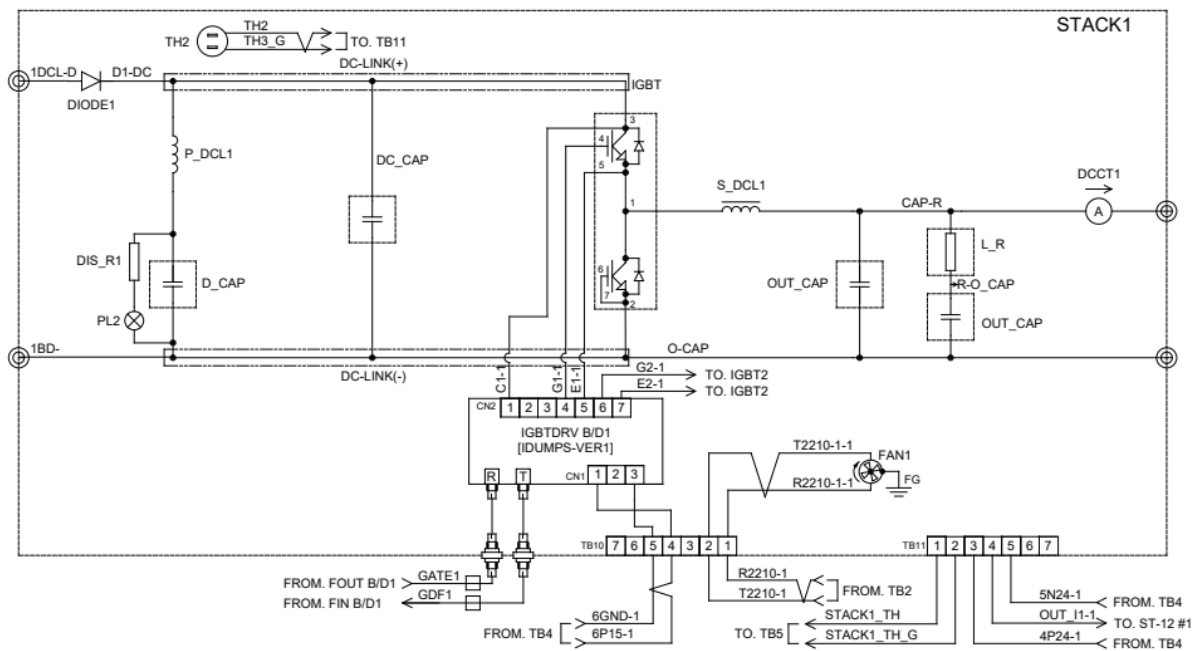 STACK1
TH2
TH2
TH3_G
TO. TB11
DC-LINK(+)
1DCL-D
D1-DC
IGBT
DIODE1
3
4
P_DCL1
DC_CAP
5
S_DCL1
DCCT1
1
CAP-R
A
DIS_R1
D_CAP
6
7
2
OUT_CAP
L_R
R-O_CAP
OUT_CAP
PL2
1BD-
O-CAP
DC-LINK(-)
C1-1
G1-1
E1-1
G2-1
TO. IGBT2
E2-1
TO. IGBT2
CN2
1 2 3 4 5 6 7
IGBTDRV B/D1
[IDUMPS-VER1]
R
T
CN1
1 2 3
T2210-1-1
FAN1
R2210-1-1
FG
TB10
7 6 5 4 3 2 1
TB11
1 2 3 4 5 6 7
FROM. FOUT B/D1
GATE1
FROM. FIN B/D1
GDF1
R2210-1
T2210-1
FROM. TB2
6GND-1
6P15-1
FROM. TB4
STACK1_TH
STACK1_TH_G
TO. TB5
5N24-1
FROM. TB4
OUT_I1-1
TO. ST-12 #1
4P24-1
FROM. TB4